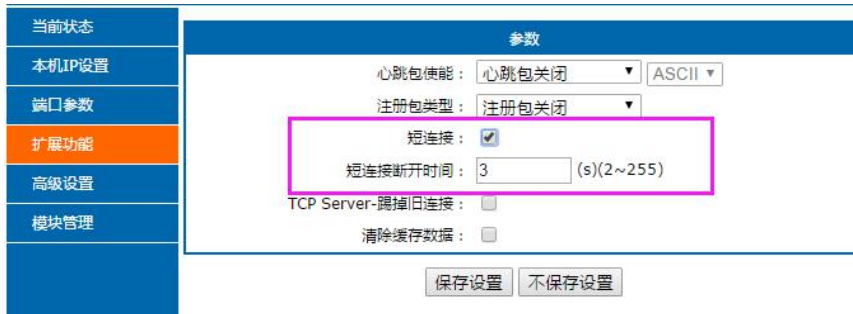 当前状态
本机IP设置
端口参数
扩展功能
高级设置
模块管理
参数
心跳包使能： 心跳包关闭 ASCII
注册包类型： 注册包关闭
短连接：
短连接断开时间： 3 (s)(2~255)
TCP Server-踢掉旧连接：
清除缓存数据：
保存设置 不保存设置